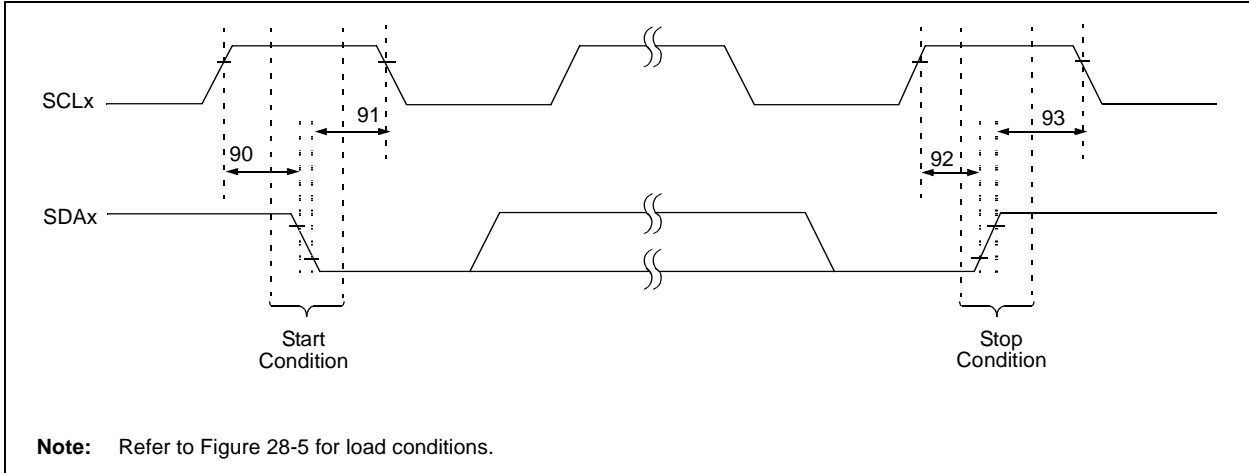 SCLx
91
93
90
92
SDAx
Start
Condition
Stop
Condition
Note: Refer to Figure 28-5 for load conditions.